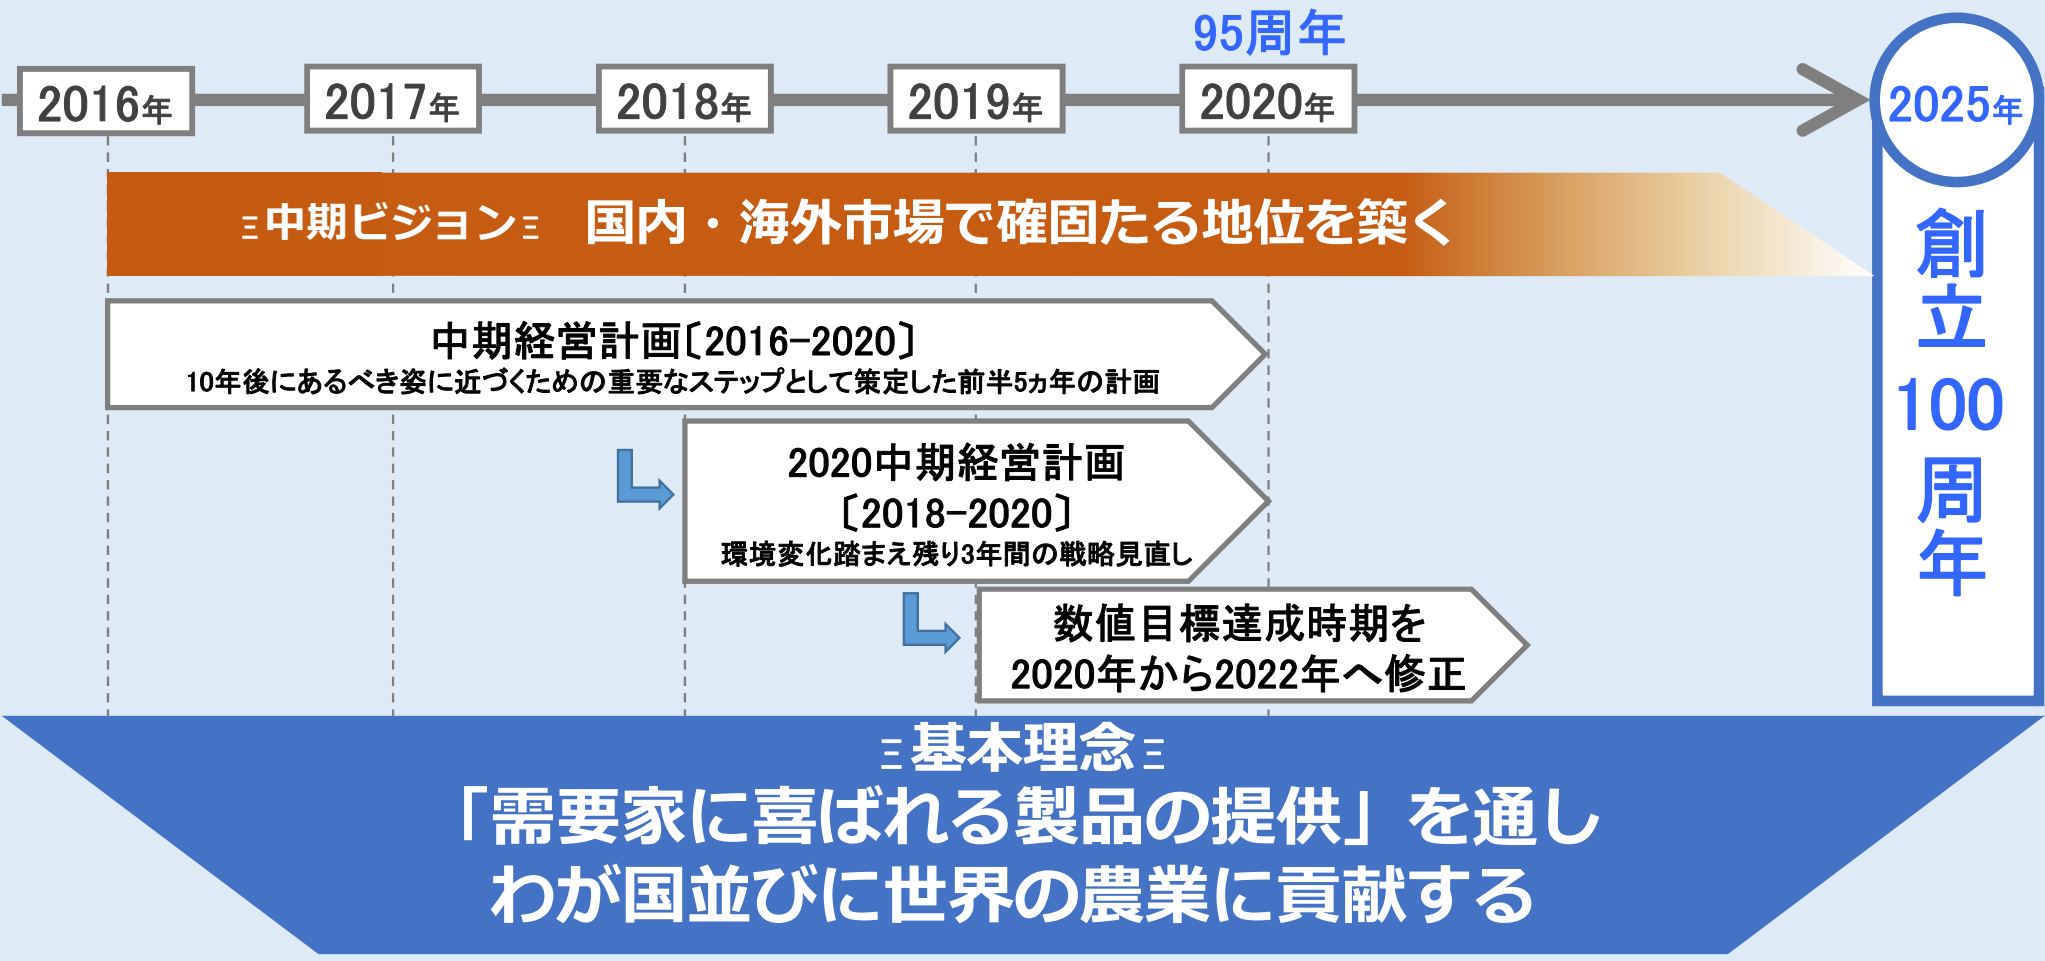 95周年
2016年
2017年
2018年
2019年
2020年
2025年
中期ビジョン 国内・海外市場で確固たる地位を築く
中期経営計画〔2016-2020〕
10年後にあるべき姿に近づくための重要なステップとして策定した前半5ヵ年の計画
2020中期経営計画
〔2018-2020〕
環境変化踏まえ残り3年間の戦略見直し
数値目標達成時期を
2020年から2022年へ修正
創立100周年
基本理念
「需要家に喜ばれる製品の提供」を通し
わが国並びに世界の農業に貢献する